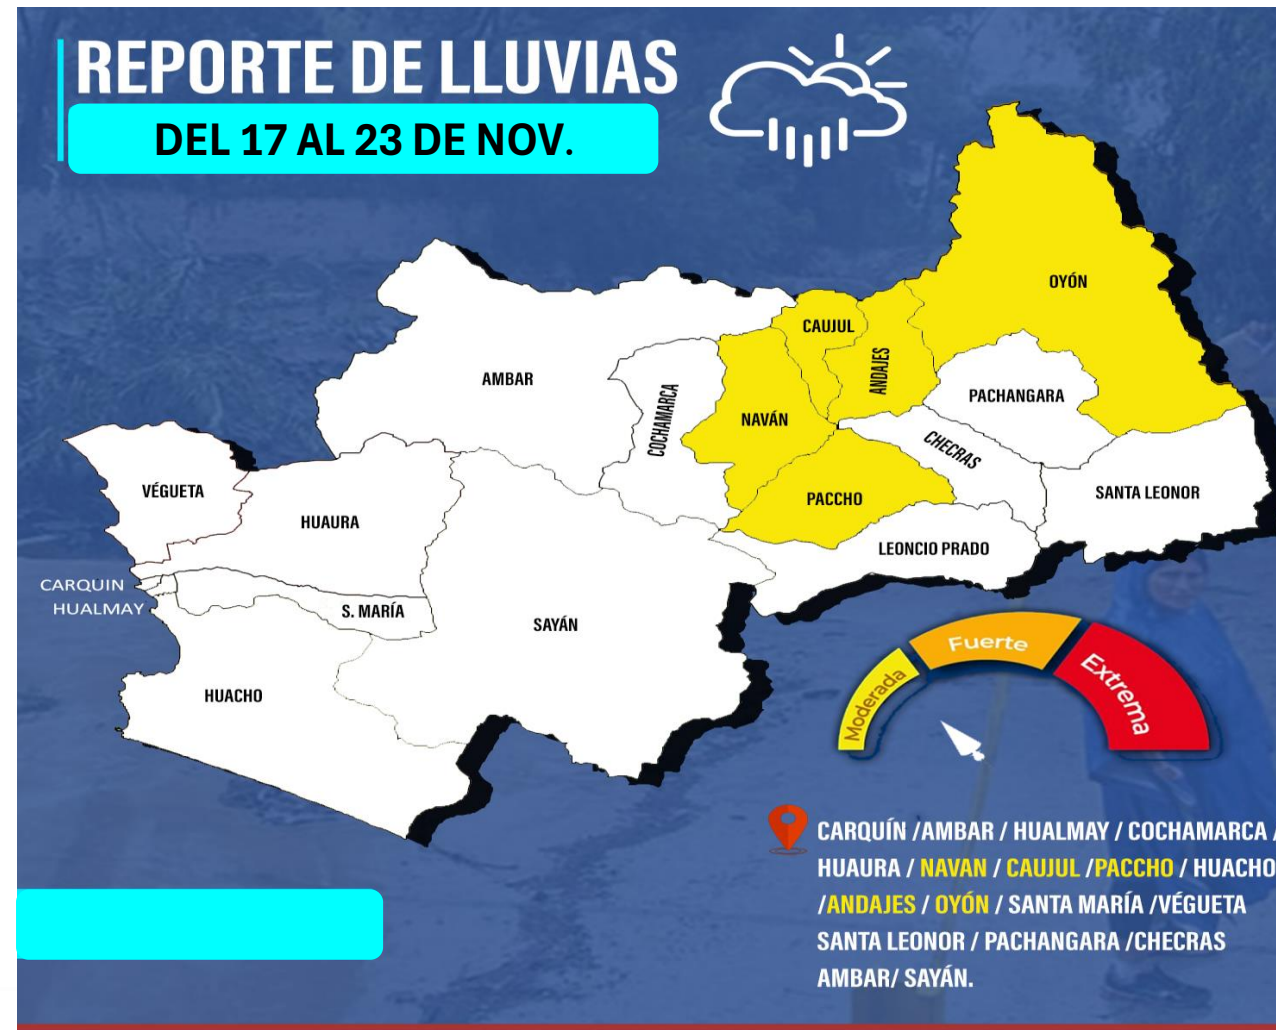 REPORTE DE LLUVIAS
DEL 17 AL 23 DE NOV.
OYÓN
CAUJUL
ANDAJES
AMBAR
COCHAMARCA
PACHANGARA
NAVÁN
CHECRAS
VÉGUETA
PACCHO
SANTA LEONOR
HUAURA
LEONCIO PRADO
CARQUIN
HUALMAY
S. MARÍA
SAYÁN
HUACHO
Moderada
Fuerte
Extrema
CARQUÍN /AMBAR / HUALMAY / COCHAMARCA /
HUAURA / NAVAN / CAUJUL /PACCHO / HUACHO
/ANDAJES / OYÓN / SANTA MARÍA /VÉGUETA
SANTA LEONOR / PACHANGARA /CHECRAS
AMBAR/ SAYÁN.